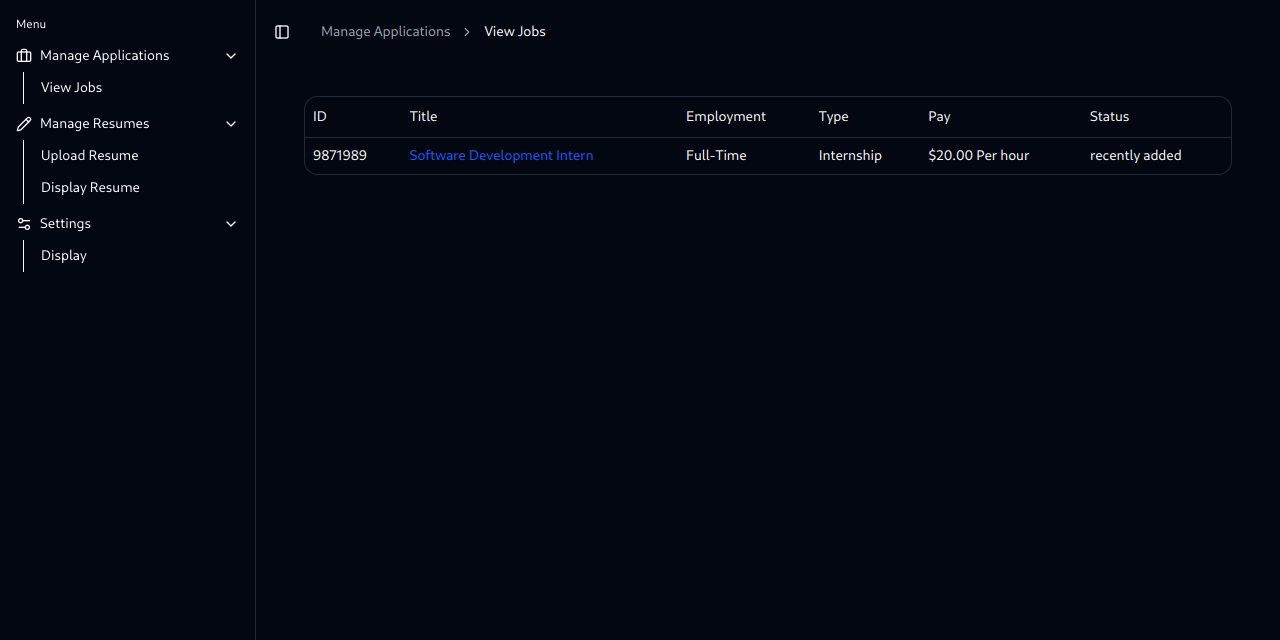 Menu
Manage Applications
View Jobs
Manage Resumes
Upload Resume
Display Resume
Settings
Display
Manage Applications > View Jobs
ID Title Employment Type Pay Status
9871989 Software Development Intern Full-Time Internship $20.00 Per hour recently added